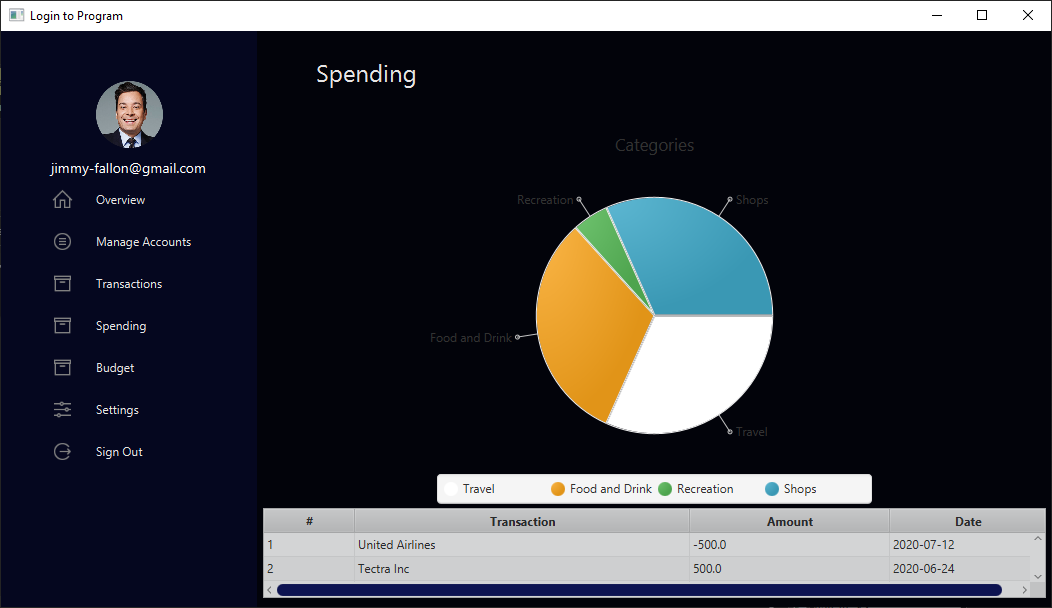 Login to Program
jimmy-fallon@gmail.com
Overview
Manage Accounts
Transactions
Spending
Budget
Settings
Sign Out
Spending
Categories
Recreation
Shops
Food and Drink
Travel
Travel Food and Drink Recreation Shops
# Transaction Amount Date
1 United Airlines -500.0 2020-07-12
2 Tectra Inc 500.0 2020-06-24